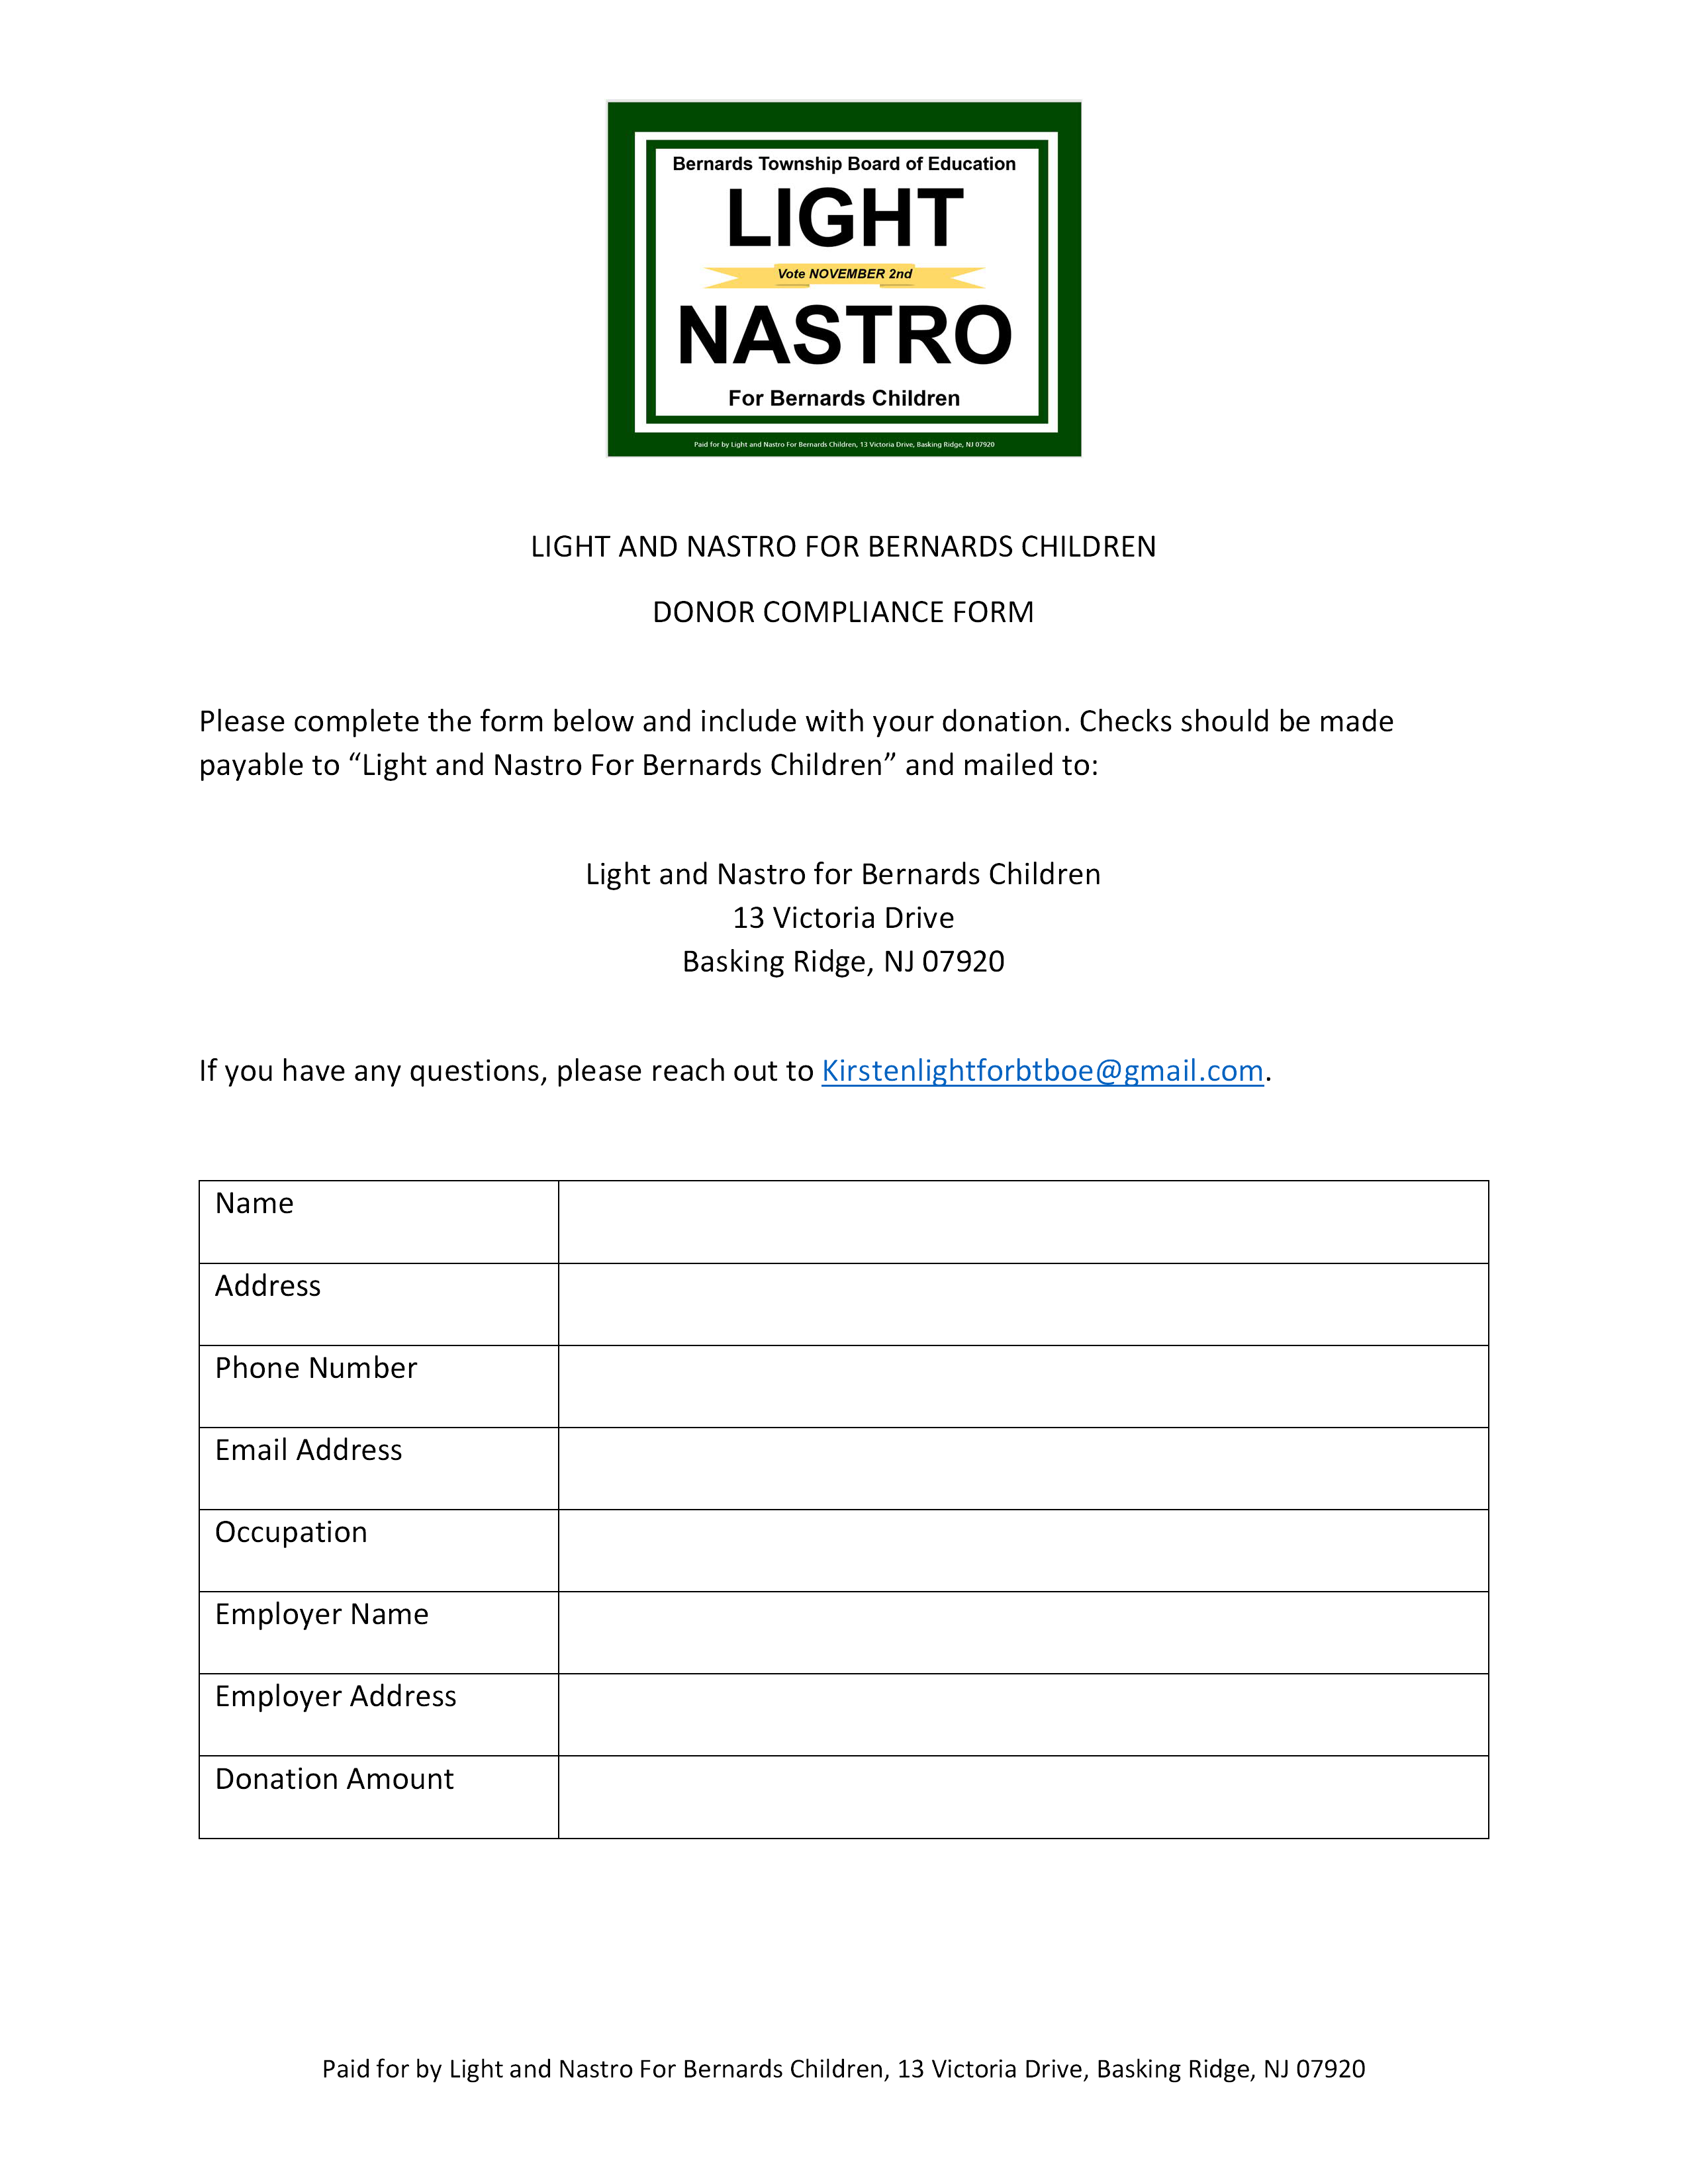 Bernards Township Board of Education
LIGHT
Vote NOVEMBER 2nd
NASTRO
For Bernards Children
Paid for by Light and Nastro For Bernards Children, 13 Victoria Drive, Basking Ridge, NJ 07920
LIGHT AND NASTRO FOR BERNARDS CHILDREN
DONOR COMPLIANCE FORM
Please complete the form below and include with your donation. Checks should be made
payable to “Light and Nastro For Bernards Children” and mailed to:
Light and Nastro for Bernards Children
13 Victoria Drive
Basking Ridge, NJ 07920
If you have any questions, please reach out to Kirstenlightforbtboe@gmail.com.
Name
Address
Phone Number
Email Address
Occupation
Employer Name
Employer Address
Donation Amount
Paid for by Light and Nastro For Bernards Children, 13 Victoria Drive, Basking Ridge, NJ 07920